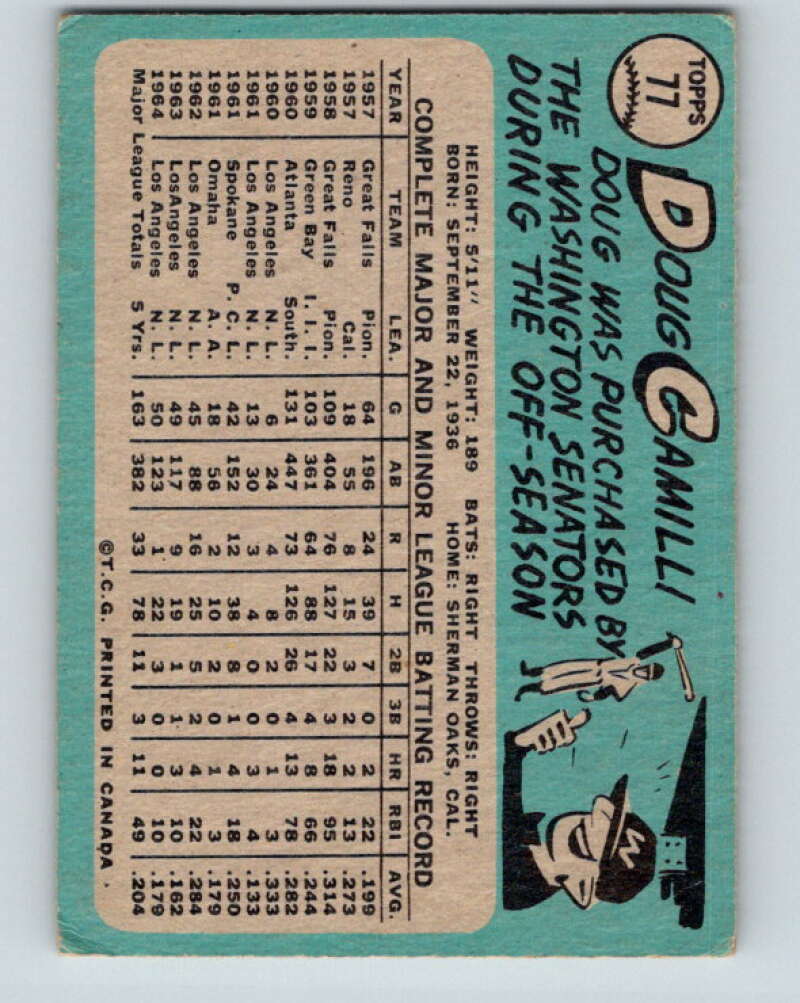 TOPPS
77
DOUG CAMILLI
DOUG WAS PURCHASED BY
THE WASHINGTON SENATORS
DURING THE OFF-SEASON
W
HEIGHT: 5'11" WEIGHT: 189 BATS: RIGHT THROWS: RIGHT
BORN: SEPTEMBER 22, 1936 HOME: SHERMAN OAKS, CAL.
COMPLETE MAJOR AND MINOR LEAGUE BATTING RECORD
YEAR TEAM LEA. G AB R H 2B 3B HR RBI AVG.
1957 Great Falls Pion. 64 196 24 39 7 0 2 22 .199
1957 Reno Cal. 18 55 8 15 3 2 2 13 .273
1958 Great Falls Pion. 109 404 76 127 22 3 18 95 .314
1959 Green Bay I. I. I. 103 361 64 88 17 4 8 66 .244
1960 Atlanta South. 131 447 73 126 26 4 13 78 .282
1960 Los Angeles N. L. 6 24 4 8 2 0 1 3 .333
1961 Los Angeles N. L. 13 30 3 4 0 0 3 4 .133
1961 Spokane P. C. L. 42 152 12 38 8 1 4 18 .250
1961 Omaha A. A. 18 56 2 10 2 0 1 3 .179
1962 Los Angeles N. L. 45 88 16 25 5 2 4 22 .284
1963 LosAngeles N. L. 49 117 9 19 1 1 3 10 .162
1964 Los Angeles N. L. 50 123 1 22 3 0 0 10 .179
Major League Totals 5 Yrs. 163 382 33 78 11 3 11 49 .204
©T.C.G. PRINTED IN CANADA